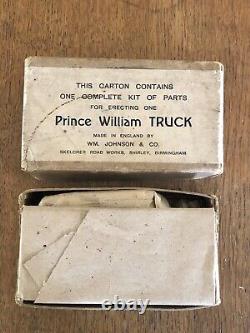 THIS CARTON CONTAINS
ONE COMPLETE KIT OF PARTS
FOR ERECTING ONE
Prince William TRUCK
MADE IN ENGLAND BY
WM. JOHNSON & CO.
SKELCHER ROAD WORKS, SHIRLEY, BIRMINGHAM
ebay